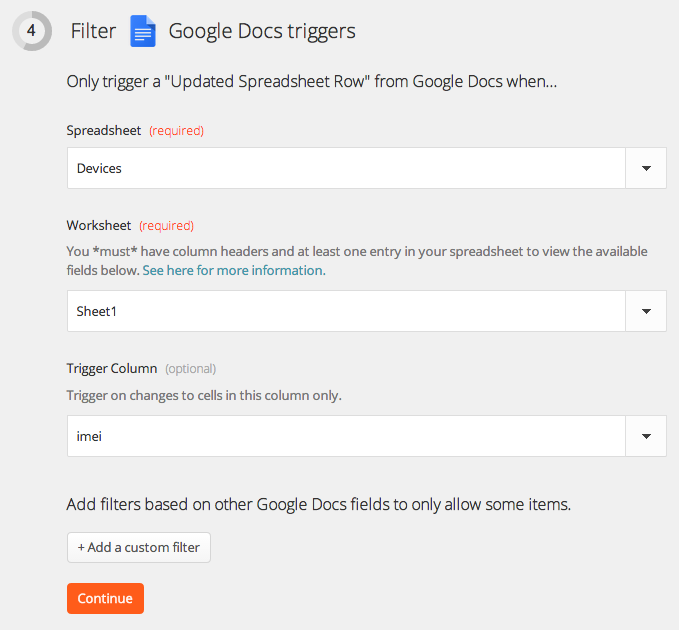 4 Filter Google Docs triggers
Only trigger a "Updated Spreadsheet Row" from Google Docs when...
Spreadsheet (required)
Devices
Worksheet (required)
You *must* have column headers and at least one entry in your spreadsheet to view the available
fields below. See here for more information.
Sheet1
Trigger Column (optional)
Trigger on changes to cells in this column only.
imei
Add filters based on other Google Docs fields to only allow some items.
+ Add a custom filter
Continue